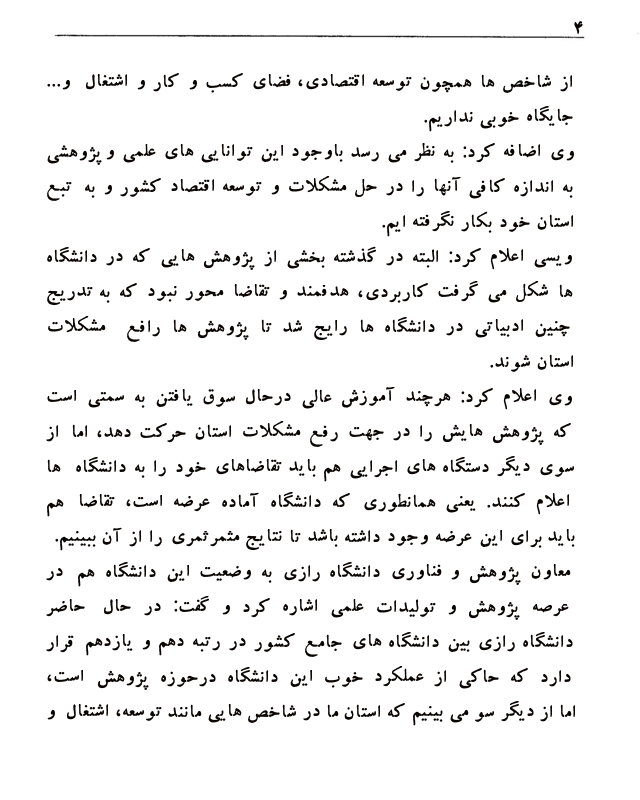 ۴
از شاخص ها همچون توسعه اقتصادی، فضای کسب و کار و اشتغال و...
جایگاه خوبی نداریم.
وی اضافه کرد: به نظر می رسد باوجود این توانایی های علمی و پژوهشی
به اندازه کافی آنها را در حل مشکلات و توسعه اقتصاد کشور و به تبع
استان خود بکار نگرفته ایم.
ویسی اعلام کرد: البته در گذشته بخشی از پژوهش هایی که در دانشگاه
ها شکل می گرفت کاربردی، هدفمند و تقاضا محور نبود که به تدریج
چنین ادبیاتی در دانشگاه ها رایج شد تا پژوهش ها رافع مشکلات
استان شوند.
وی اعلام کرد: هرچند آموزش عالی درحال سوق یافتن به سمتی است
که پژوهش هایش را در جهت رفع مشکلات استان حرکت دهد، اما از
سوی دیگر دستگاه های اجرایی هم باید تقاضاهای خود را به دانشگاه ها
اعلام کنند. یعنی همانطوری که دانشگاه آماده عرضه است، تقاضا هم
باید برای این عرضه وجود داشته باشد تا نتایج مثمرثمری را از آن ببینیم.
معاون پژوهش و فناوری دانشگاه رازی به وضعیت این دانشگاه هم در
عرصه پژوهش و تولیدات علمی اشاره کرد و گفت: در حال حاضر
دانشگاه رازی بین دانشگاه های جامع کشور در رتبه دهم و یازدهم قرار
دارد که حاکی از عملکرد خوب این دانشگاه درحوزه پژوهش است،
اما از دیگر سو می بینیم که استان ما در شاخص هایی مانند توسعه، اشتغال و